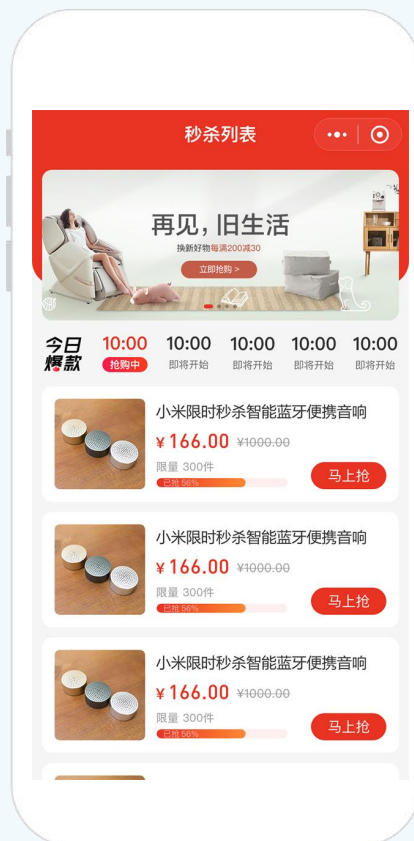 秒杀列表
再见，旧生活
换新好物每满200减30
立即抢购 >
今日
爆款
10:00 10:00 10:00 10:00 10:00
抢购中 即将开始 即将开始 即将开始 即将开始
小米限时秒杀智能蓝牙便携音响
¥166.00 ¥1000.00
限量 300件
已抢 56%
马上抢
小米限时秒杀智能蓝牙便携音响
¥166.00 ¥1000.00
限量 300件
已抢 56%
马上抢
小米限时秒杀智能蓝牙便携音响
¥166.00 ¥1000.00
限量 300件
已抢 56%
马上抢